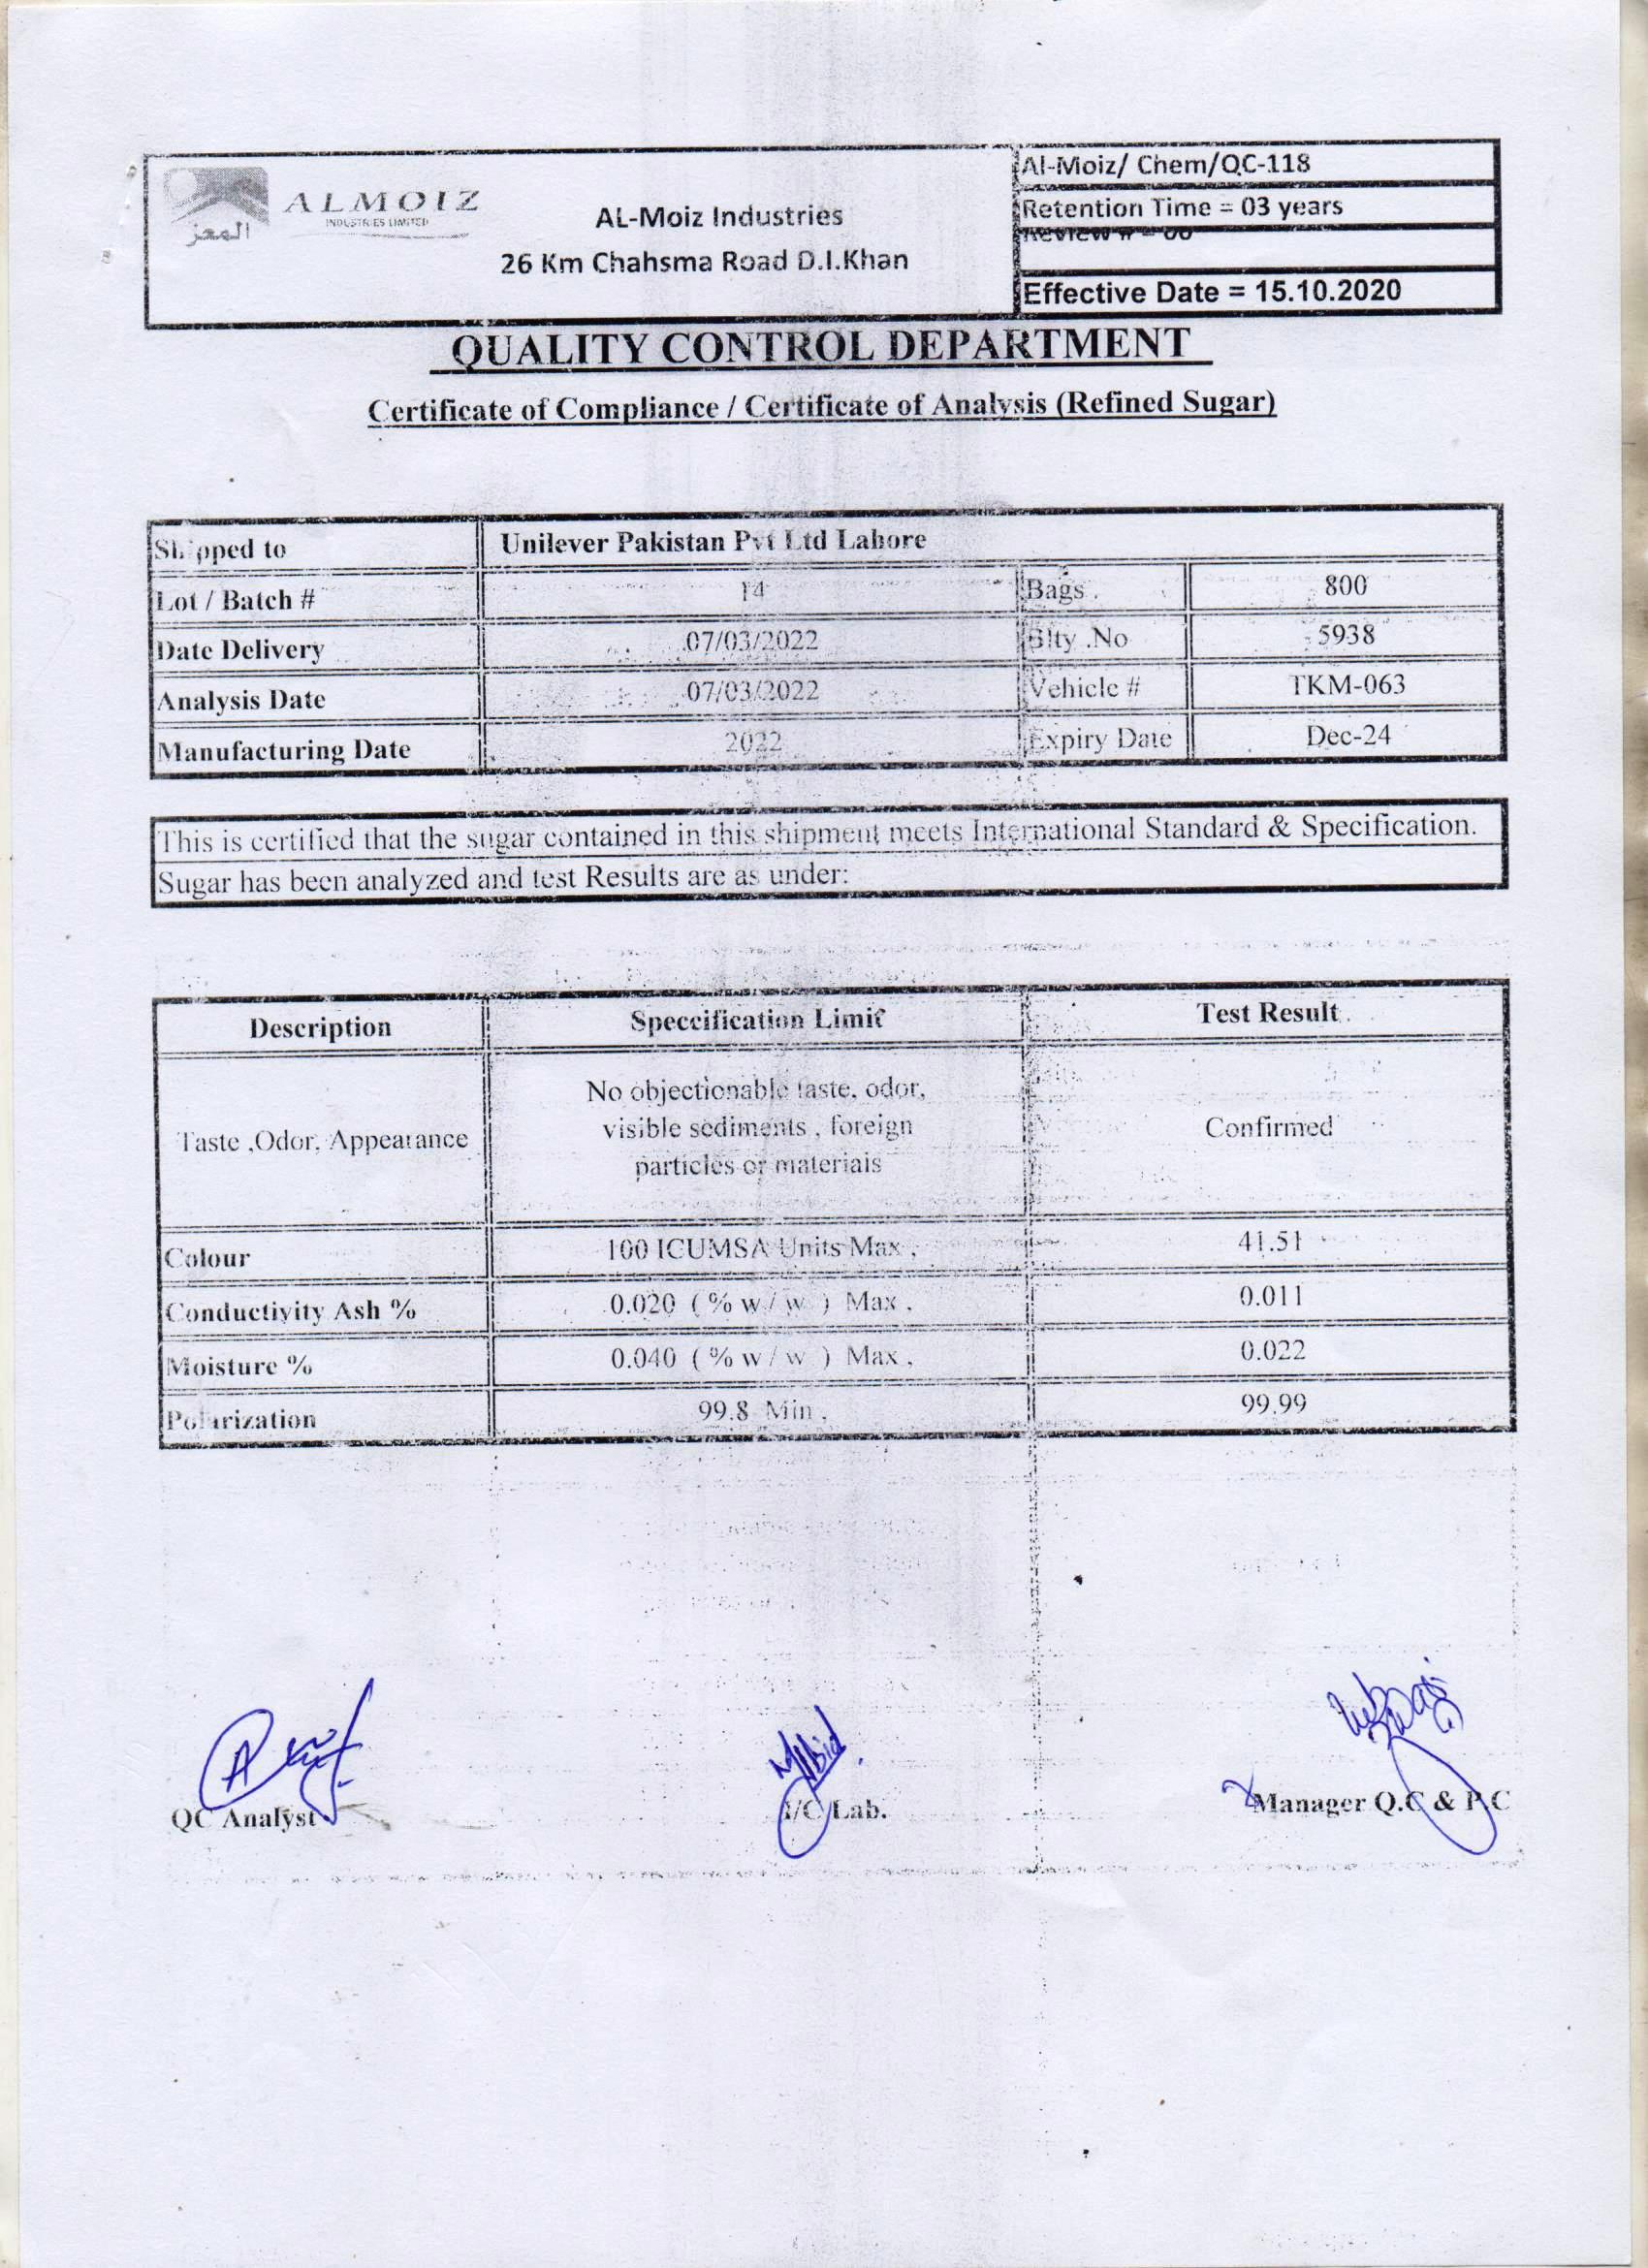 ALMOIZ
INDUSTRIES LIMITED
المعز
AL-Moiz Industries
26 Km Chahsma Road D.I.Khan
Al-Moiz/ Chem/QC-118
Retention Time = 03 years
Review # = 00
Effective Date = 15.10.2020
QUALITY CONTROL DEPARTMENT
Certificate of Compliance / Certificate of Analysis (Refined Sugar)
Shipped to Unilever Pakistan Pvt Ltd Lahore
Lot / Batch # 14 Bags . 800
Date Delivery 07/03/2022 Blty .No 5938
Analysis Date 07/03/2022 Vehicle # TKM-063
Manufacturing Date 2022 Expiry Date Dec-24
This is certified that the sugar contained in this shipment meets International Standard & Specification.
Sugar has been analyzed and test Results are as under:
Description Speccification Limit Test Result
Taste ,Odor, Appearance No objectionable taste, odor,
visible sediments , foreign
particles or materials
Confirmed
Colour 100 ICUMSA Units Max . 41.51
Conductivity Ash % 0.020 ( % w / w ) Max . 0.011
Moisture % 0.040 ( % w / w ) Max . 0.022
Polarization 99.8 Min . 99.99
QC Analyst I/C Lab. Manager Q.C & P.C